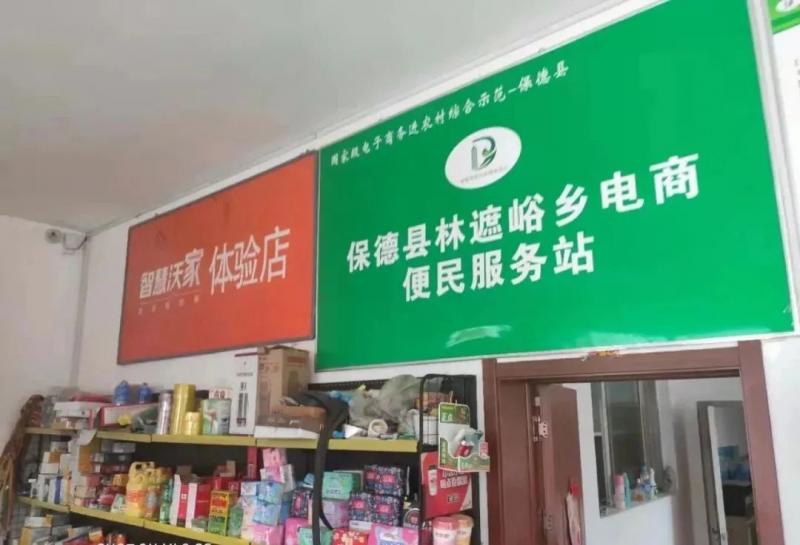 国家级电子商务进农村综合示范-保德县
保德县林遮峪乡电商
便民服务站
智慧沃家 体验店